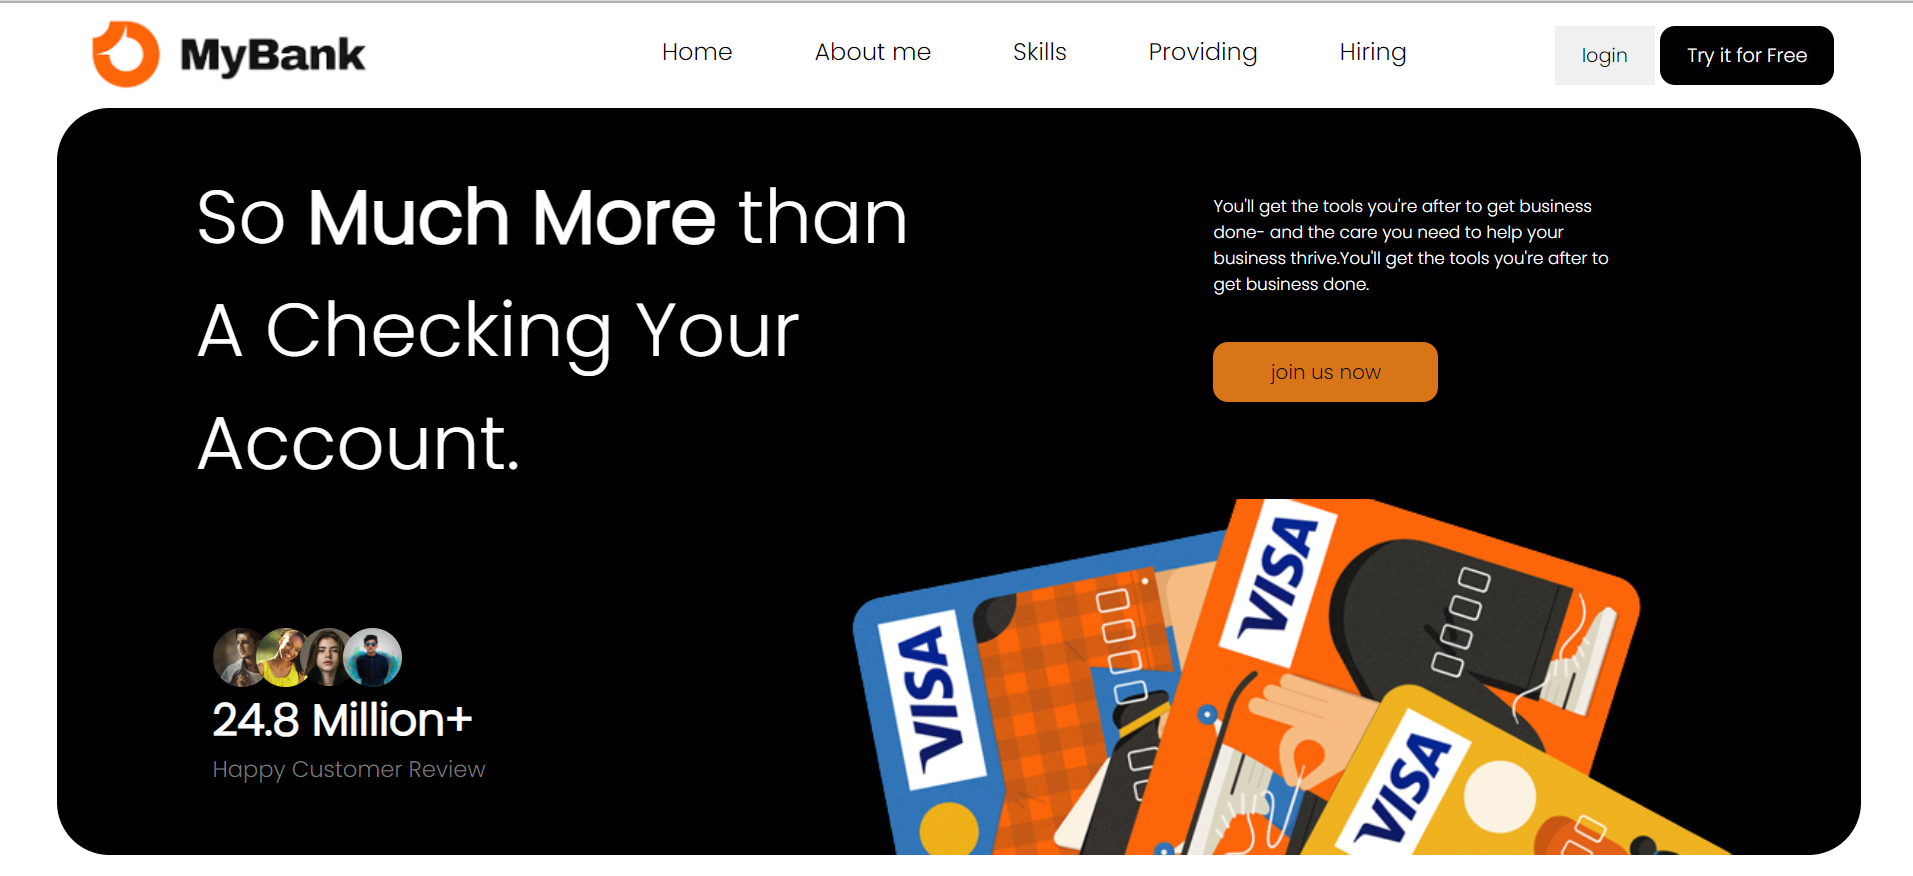 MyBank
Home
About me
Skills
Providing
Hiring
login
Try it for Free
So Much More than
A Checking Your
Account.
You'll get the tools you're after to get business
done- and the care you need to help your
business thrive.You'll get the tools you're after to
get business done.
join us now
24.8 Million+
Happy Customer Review
VISA
VISA
VISA